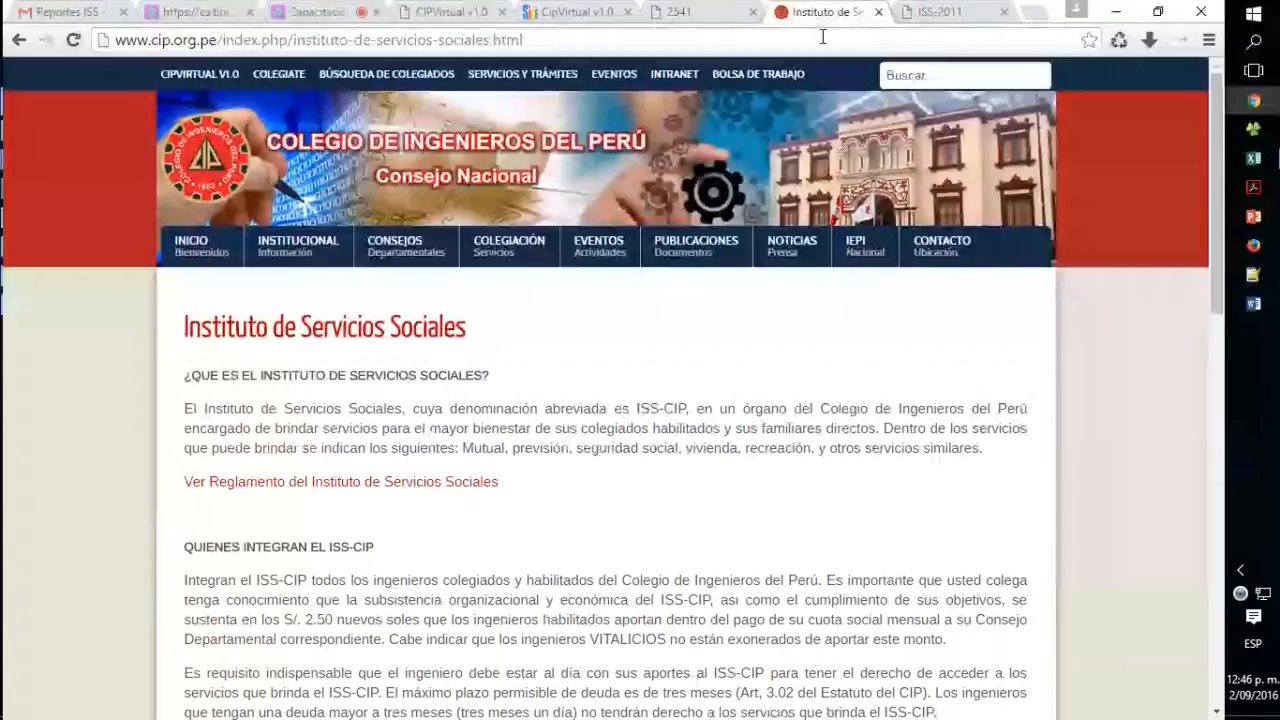 Reportes ISS - https://ca.bin CIPVirtual v1.0 CipVirtual v1.0 2541 Instituto de Se ISS-2011
www.cip.org.pe/index.php/instituto-de-servicios-sociales.html
CIPVIRTUAL V1.0 COLEGIATE BÚSQUEDA DE COLEGIADOS SERVICIOS Y TRÁMITES EVENTOS INTRANET BOLSA DE TRABAJO Buscar...
COLEGIO DE INGENIEROS DEL PERÚ
Consejo Nacional
COLEGIO DE INGENIEROS DEL PERÚ
1962
INICIO INSTITUCIONAL CONSEJOS COLEGIACIÓN EVENTOS PUBLICACIONES NOTICIAS IEPI CONTACTO
Bienvenidos Información Departamentales Servicios Actividades Documentos Prensa Nacional Ubicación
Instituto de Servicios Sociales
¿QUE ES EL INSTITUTO DE SERVICIOS SOCIALES?
El Instituto de Servicios Sociales, cuya denominación abreviada es ISS-CIP, en un órgano del Colegio de Ingenieros del Perú
encargado de brindar servicios para el mayor bienestar de sus colegiados habilitados y sus familiares directos. Dentro de los servicios
que puede brindar se indican los siguientes: Mutual, previsión, seguridad social, vivienda, recreación, y otros servicios similares.
Ver Reglamento del Instituto de Servicios Sociales
QUIENES INTEGRAN EL ISS-CIP
Integran el ISS-CIP todos los ingenieros colegiados y habilitados del Colegio de Ingenieros del Perú. Es importante que usted colega
tenga conocimiento que la subsistencia organizacional y económica del ISS-CIP, asi como el cumplimiento de sus objetivos, se
sustenta en los S/. 2.50 nuevos soles que los ingenieros habilitados aportan dentro del pago de su cuota social mensual a su Consejo
Departamental correspondiente. Cabe indicar que los ingenieros VITALICIOS no están exonerados de aportar este monto.
Es requisito indispensable que el ingeniero debe estar al día con sus aportes al ISS-CIP para tener el derecho de acceder a los
servicios que brinda el ISS-CIP. El máximo plazo permisible de deuda es de tres meses (Art, 3.02 del Estatuto del CIP). Los ingenieros
que tengan una deuda mayor a tres meses (tres meses un día) no tendrán derecho a los servicios que brinda el ISS-CIP.
ESP
12:46 p. m.
2/09/2016